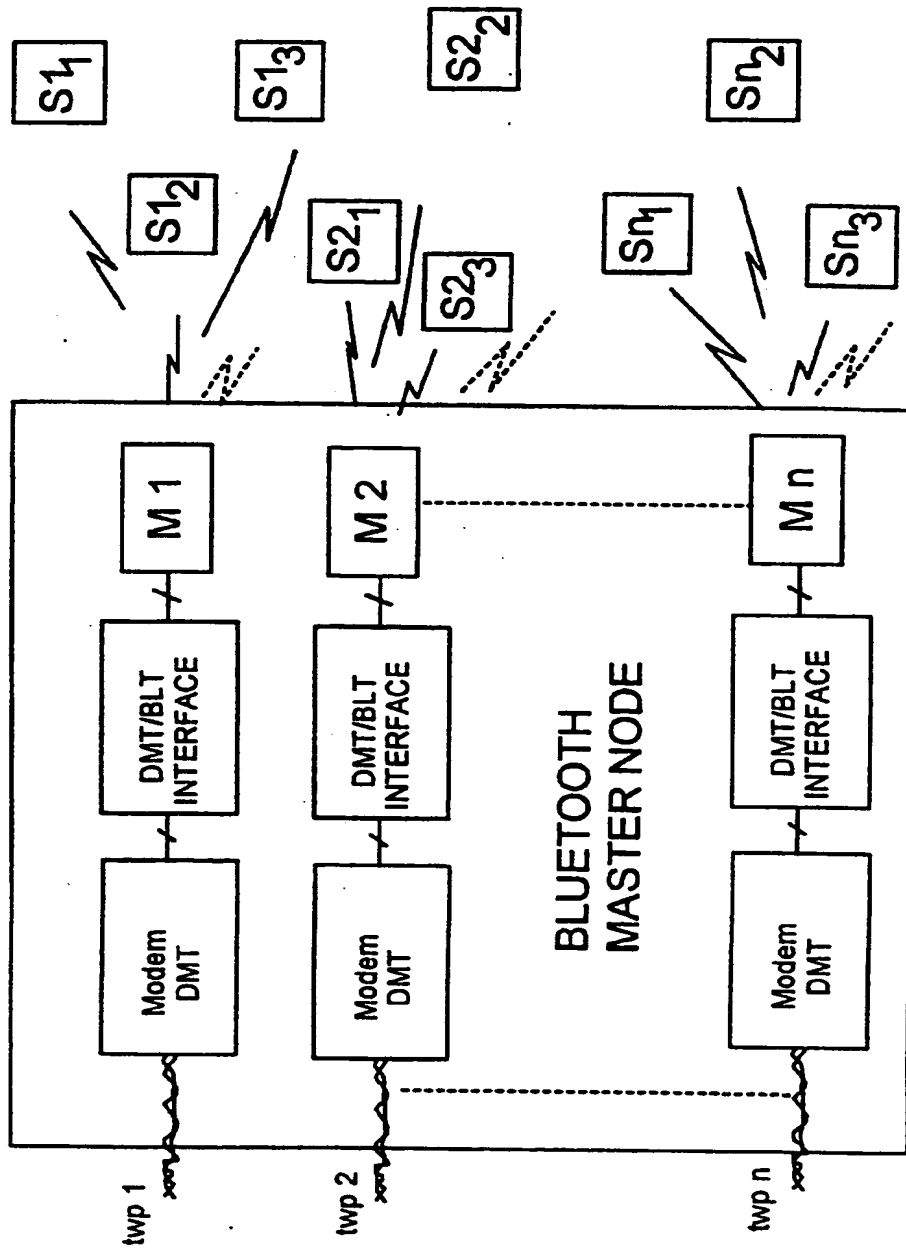 twp 1
Modem
DMT
DMT/BLT
INTERFACE
M 1
S1₁
S1₂
S1₃
twp 2
Modem
DMT
DMT/BLT
INTERFACE
M 2
S2₁
S2₂
S2₃
BLUETOOTH
MASTER NODE
twp n
Modem
DMT
DMT/BLT
INTERFACE
M n
Sn₁
Sn₂
Sn₃